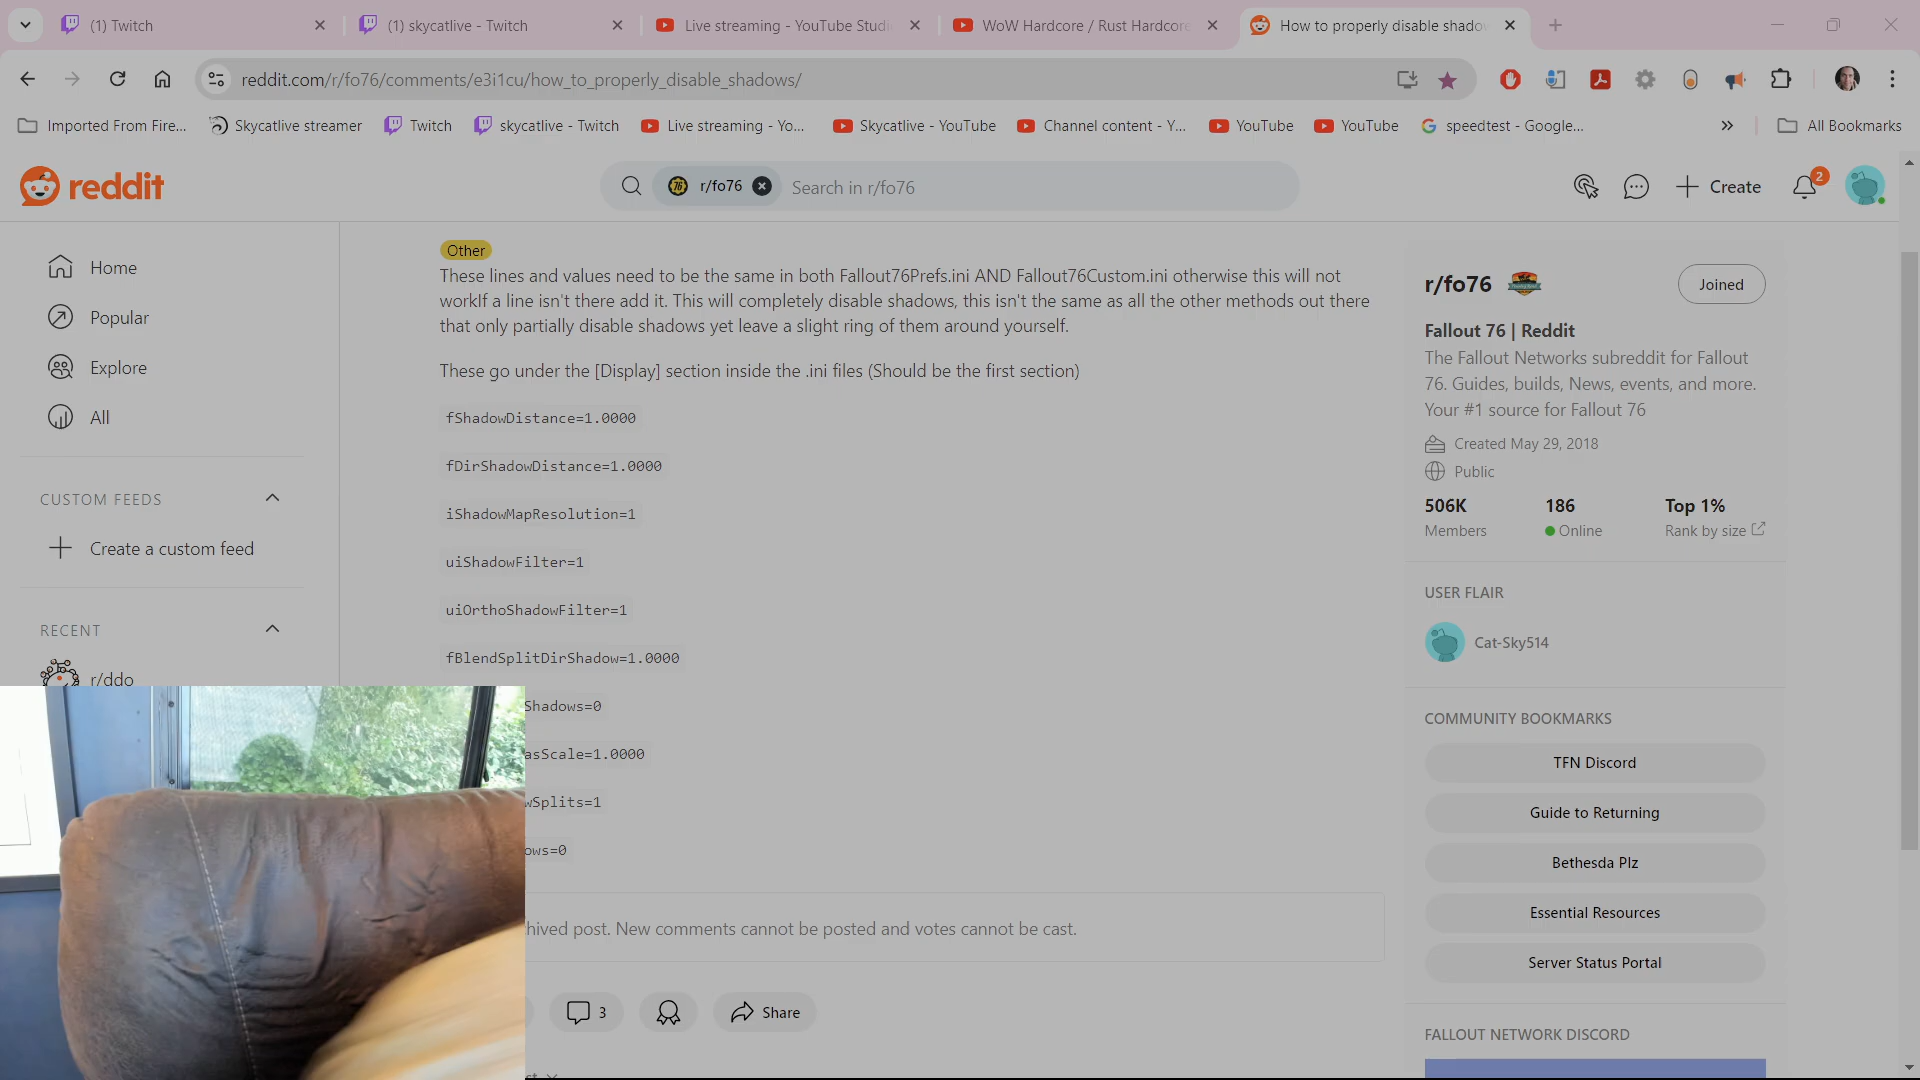 (1) Twitch
(1) skycatlive - Twitch
Live streaming - YouTube Studi
WoW Hardcore / Rust Hardcore
How to properly disable shado
reddit.com/r/fo76/comments/e3i1cu/how_to_properly_disable_shadows/
Imported From Fire...
Skycatlive streamer
Twitch
skycatlive - Twitch
Live streaming - Yo...
Skycatlive - YouTube
Channel content - Y...
YouTube
YouTube
speedtest - Google...
All Bookmarks
reddit
r/fo76
Search in r/fo76
Create
2
Home
Popular
Explore
All
CUSTOM FEEDS
Create a custom feed
RECENT
r/ddo
Other
These lines and values need to be the same in both Fallout76Prefs.ini AND Fallout76Custom.ini otherwise this will not
workIf a line isn't there add it. This will completely disable shadows, this isn't the same as all the other methods out there
that only partially disable shadows yet leave a slight ring of them around yourself.
These go under the [Display] section inside the .ini files (Should be the first section)
fShadowDistance=1.0000
fDirShadowDistance=1.0000
iShadowMapResolution=1
uiShadowFilter=1
uiOrthoShadowFilter=1
fBlendSplitDirShadow=1.0000
Shadows=0
asScale=1.0000
wSplits=1
ows=0
hived post. New comments cannot be posted and votes cannot be cast.
3
Share
r/fo76
Joined
Fallout 76 | Reddit
The Fallout Networks subreddit for Fallout
76. Guides, builds, News, events, and more.
Your #1 source for Fallout 76
Created May 29, 2018
Public
506K
Members
186
Online
Top 1%
Rank by size
USER FLAIR
Cat-Sky514
COMMUNITY BOOKMARKS
TFN Discord
Guide to Returning
Bethesda Plz
Essential Resources
Server Status Portal
FALLOUT NETWORK DISCORD